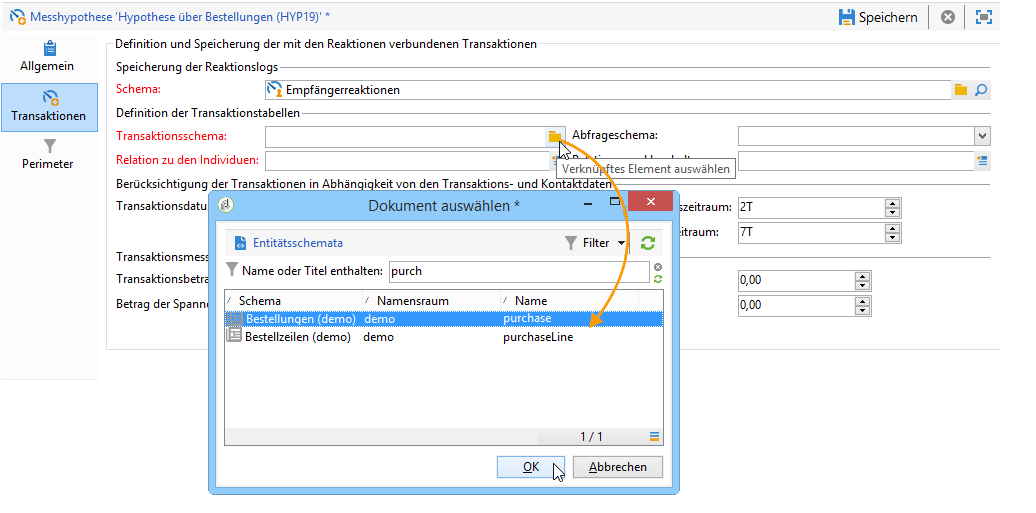 Messhypothese 'Hypothese über Bestellungen (HYP19)' *
Speichern
Allgemein
Transaktionen
Perimeter
Definition und Speicherung der mit den Reaktionen verbundenen Transaktionen
Speicherung der Reaktionslogs
Schema:
Empfängerreaktionen
Definition der Transaktionstabellen
Transaktionsschema:
Abfrageschema:
Relation zu den Individuen:
Verknüpftes Element auswählen
Berücksichtigung der Transaktionen in Abhängigkeit von den Transaktions- und Kontaktdaten
Transaktionsdatu
szeitraum:
2T
eitraum:
7T
Transaktionsmess
Transaktionsbetra
0,00
Betrag der Spanne
0,00
Dokument auswählen *
Entitätsschemata
Filter
Name oder Titel enthalten:
purch
Schema
Namensraum
Name
Bestellungen (demo)
demo
purchase
Bestellzeilen (demo)
demo
purchaseLine
1 / 1
OK
Abbrechen